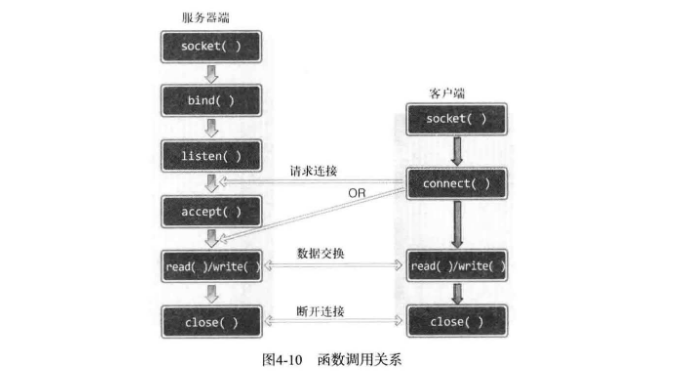 服务器端
socket( )
bind( )
客户端
socket( )
listen( )
请求连接
connect( )
OR
accept( )
数据交换
read( )/write( )
read( )/write( )
断开连接
close( )
close( )
图4-10 函数调用关系